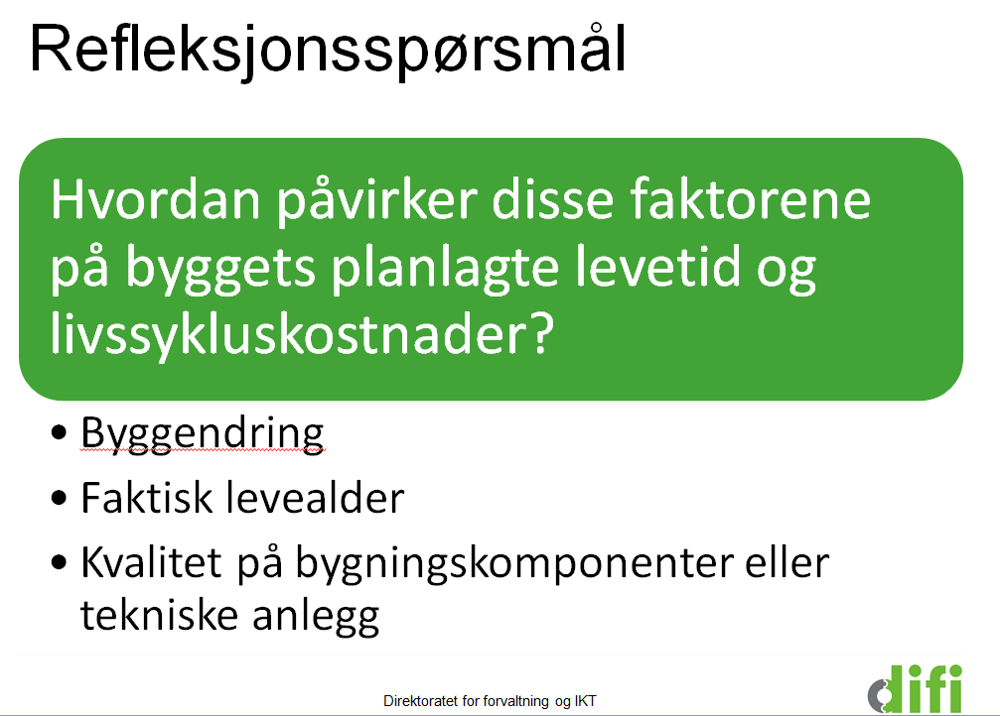 Refleksjonsspørsmål
Hvordan påvirker disse faktorene
på byggets planlagte levetid og
livssykluskostnader?
• Byggendring
• Faktisk levealder
• Kvalitet på bygningskomponenter eller
tekniske anlegg
Direktoratet for forvaltning og IKT
difi